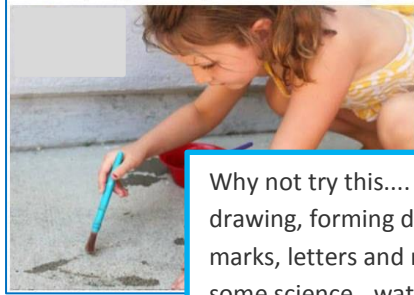 Why not try this....
drawing, forming d
marks, letters and
some science